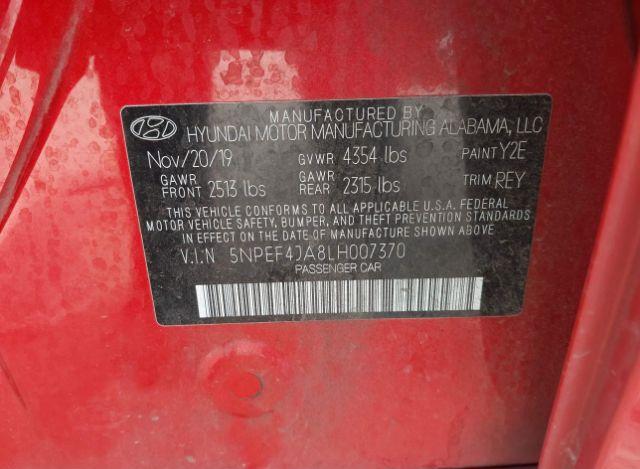 MANUFACTURED BY
HYUNDAI MOTOR MANUFACTURING ALABAMA, LLC
Nov/20/19 GVWR 4354 lbs PAINT Y2E
GAWR FRONT 2513 lbs GAWR REAR 2315 lbs TRIM REY
THIS VEHICLE CONFORMS TO ALL APPLICABLE U.S.A. FEDERAL
MOTOR VEHICLE SAFETY, BUMPER, AND THEFT PREVENTION STANDARDS
IN EFFECT ON THE DATE OF MANUFACTURE SHOWN ABOVE
V.I.N 5NPEF4JA8LH007370
PASSENGER CAR